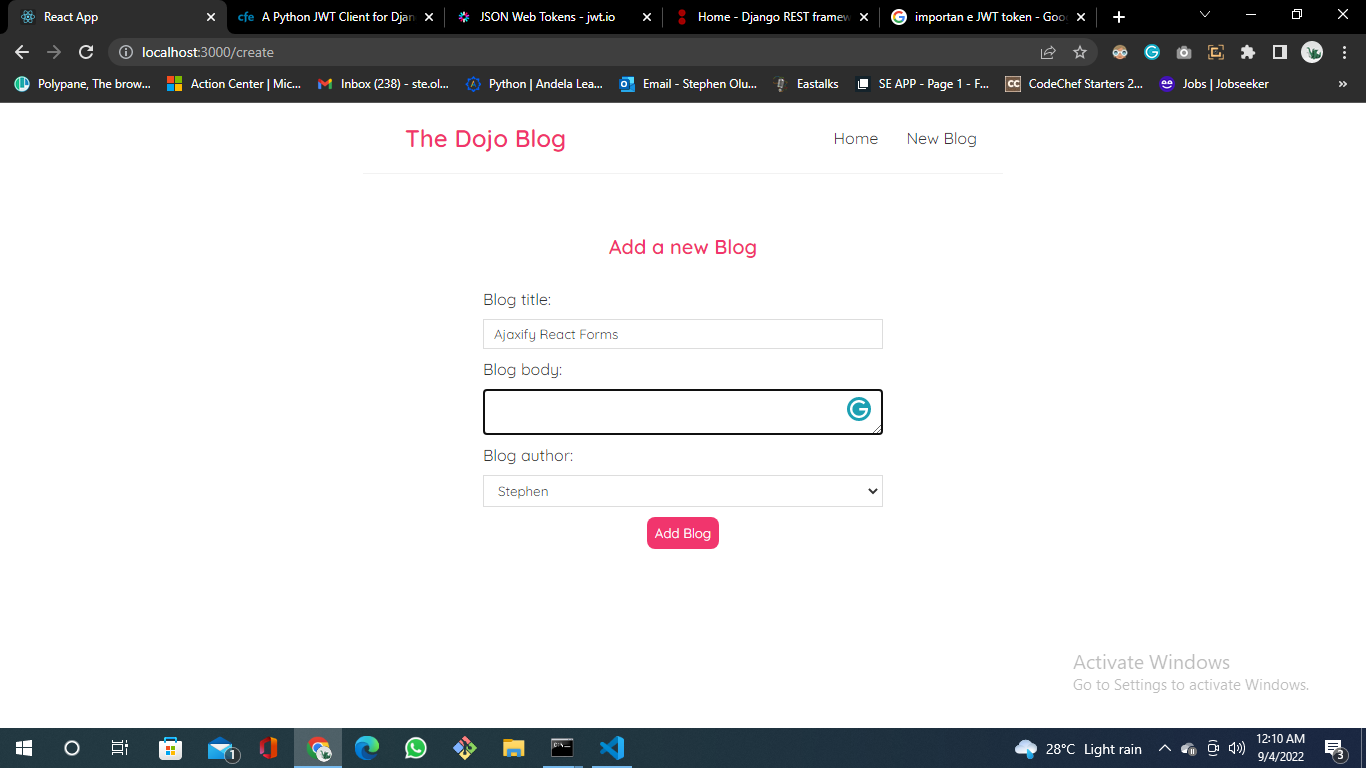 React App
cfe A Python JWT Client for Djan
JSON Web Tokens - jwt.io
Home - Django REST framew
importan e JWT token - Goo
localhost:3000/create
Polypane, The brow...
Action Center | Mic...
Inbox (238) - ste.ol...
Python | Andela Lea...
Email - Stephen Olu...
Eastalks
SE APP - Page 1 - F...
CC CodeChef Starters 2...
Jobs | Jobseeker
The Dojo Blog
Home
New Blog
Add a new Blog
Blog title:
Ajaxify React Forms
Blog body:
Blog author:
Stephen
Add Blog
Activate Windows
Go to Settings to activate Windows.
1
28°C Light rain
12:10 AM
9/4/2022
3